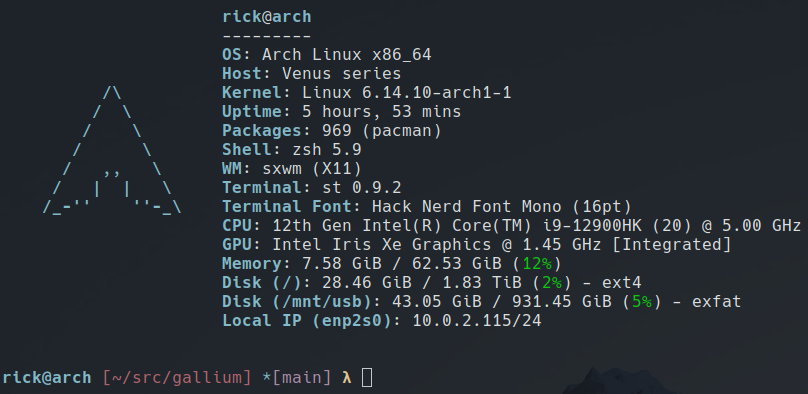 rick@arch
---------
OS: Arch Linux x86_64
Host: Venus series
Kernel: Linux 6.14.10-arch1-1
Uptime: 5 hours, 53 mins
Packages: 969 (pacman)
Shell: zsh 5.9
WM: sxwm (X11)
Terminal: st 0.9.2
Terminal Font: Hack Nerd Font Mono (16pt)
CPU: 12th Gen Intel(R) Core(TM) i9-12900HK (20) @ 5.00 GHz
GPU: Intel Iris Xe Graphics @ 1.45 GHz [Integrated]
Memory: 7.58 GiB / 62.53 GiB (12%)
Disk (/): 28.46 GiB / 1.83 TiB (2%) - ext4
Disk (/mnt/usb): 43.05 GiB / 931.45 GiB (5%) - exfat
Local IP (enp2s0): 10.0.2.115/24
rick@arch [~/src/gallium] *[main] λ